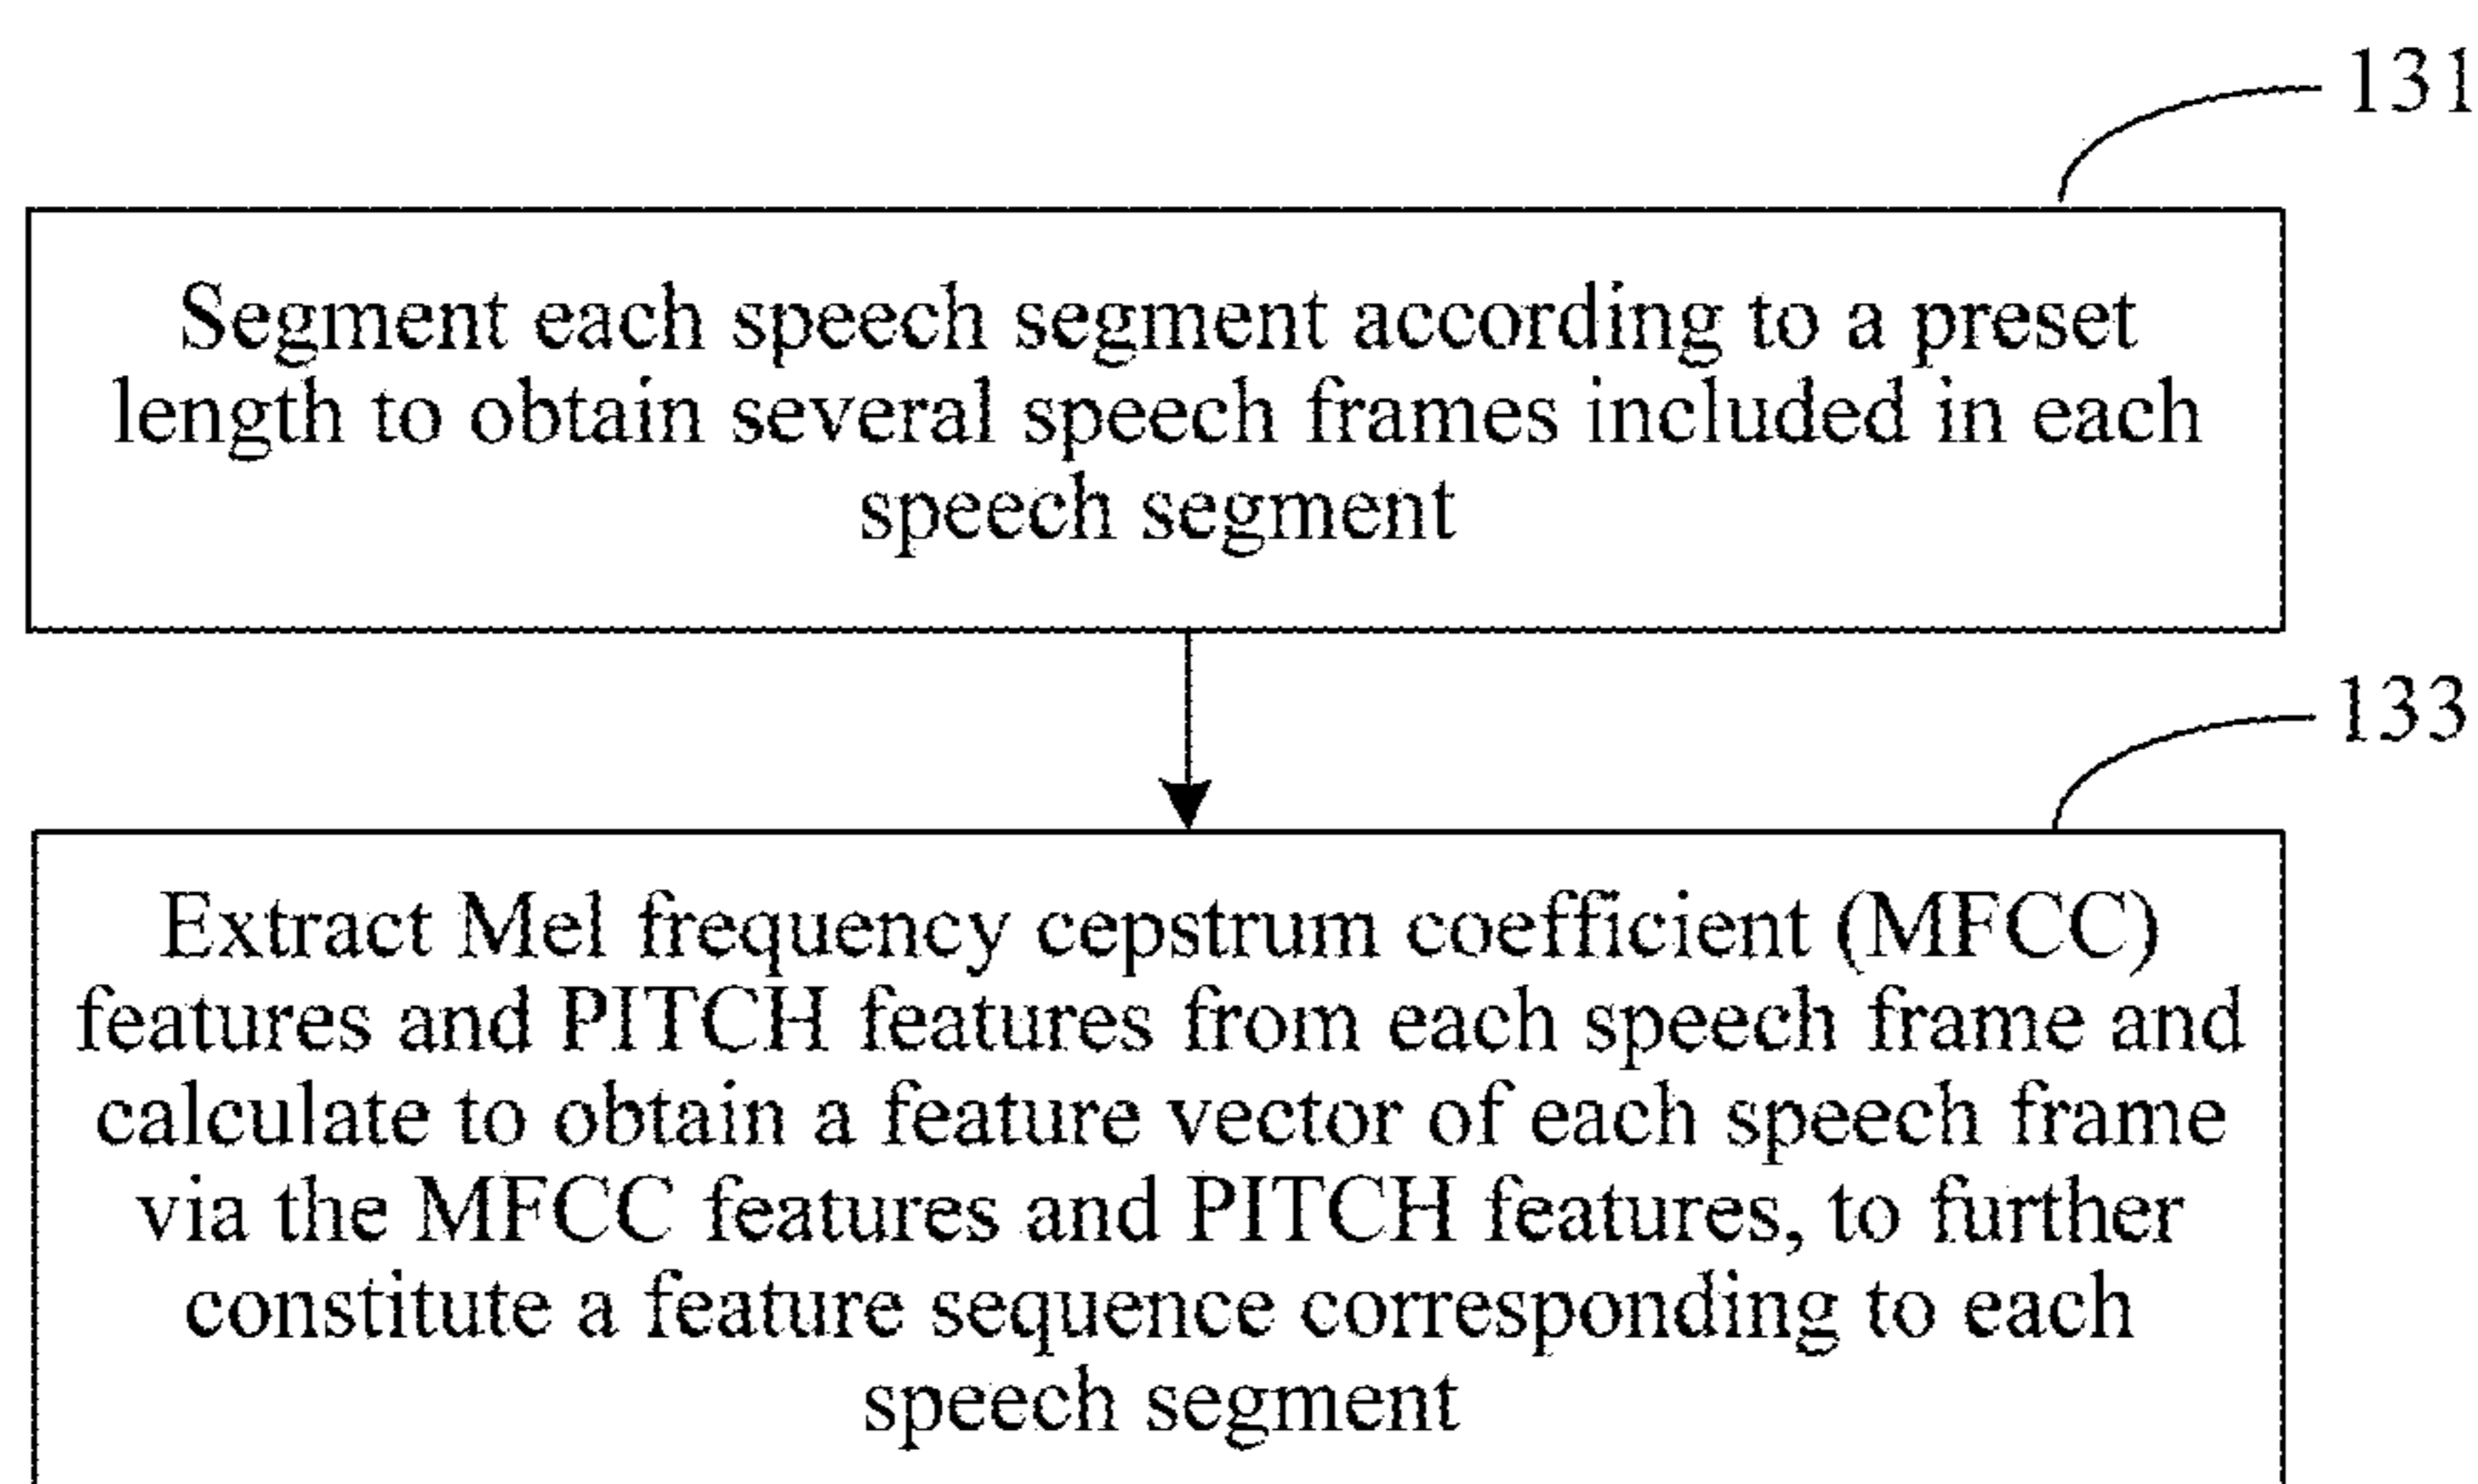 131
Segment each speech segment according to a preset
length to obtain several speech frames included in each
speech segment
133
Extract Mel frequency cepstrum coefficient (MFCC)
features and PITCH features from each speech frame and
calculate to obtain a feature vector of each speech frame
via the MFCC features and PITCH features, to further
constitute a feature sequence corresponding to each
speech segment